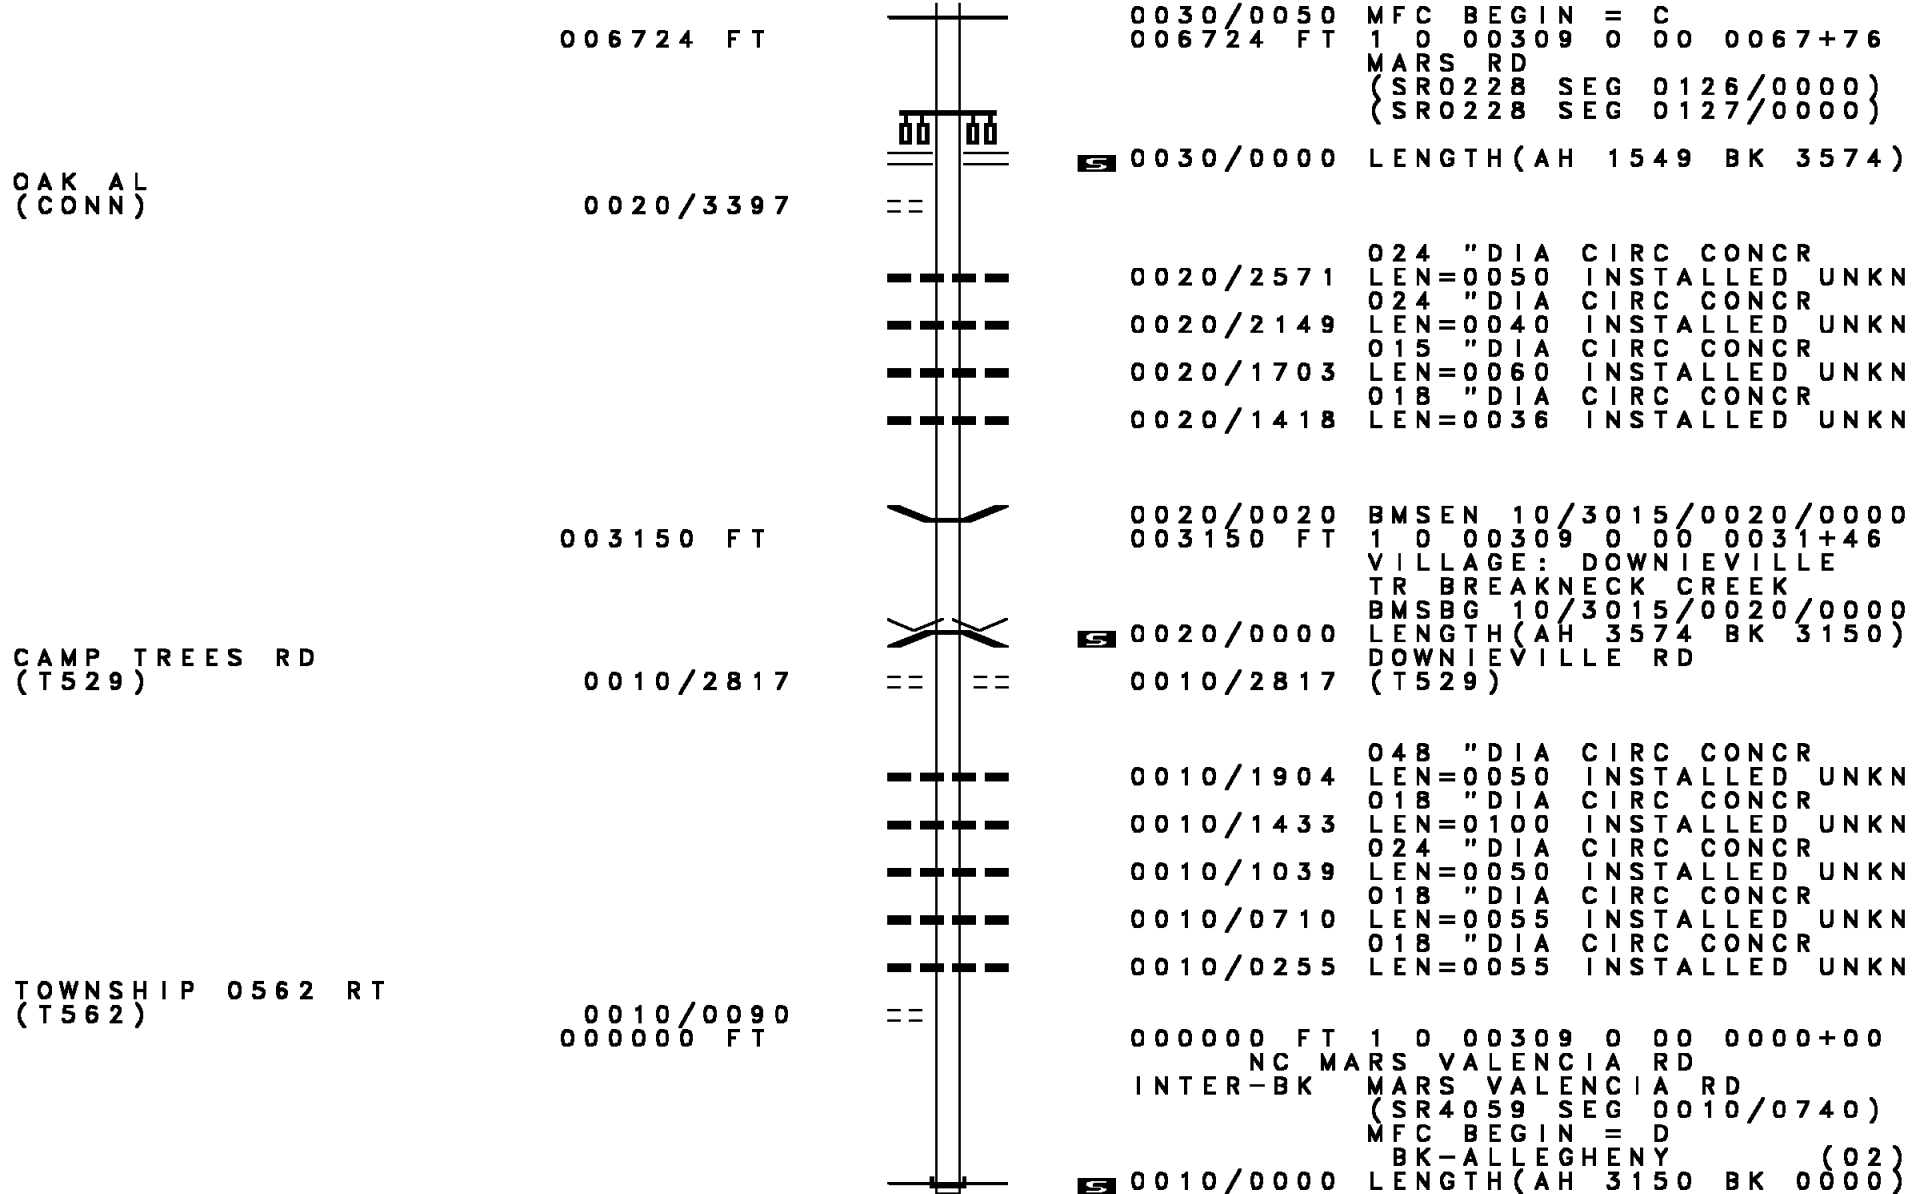 0030/0050 MFC BEGIN = C
006724 FT 006724 FT 1 0 00309 0 00 0067+76
MARS RD
(SR0228 SEG 0126/0000)
(SR0228 SEG 0127/0000)
S 0030/0000 LENGTH(AH 1549 BK 3574)
OAK AL
(CONN) 0020/3397
024 "DIA CIRC CONCR
0020/2571 LEN=0050 INSTALLED UNKN
024 "DIA CIRC CONCR
0020/2149 LEN=0040 INSTALLED UNKN
015 "DIA CIRC CONCR
0020/1703 LEN=0060 INSTALLED UNKN
018 "DIA CIRC CONCR
0020/1418 LEN=0036 INSTALLED UNKN
0020/0020 BMSEN 10/3015/0020/0000
003150 FT 003150 FT 1 0 00309 0 00 0031+46
VILLAGE: DOWNIEVILLE
TR BREAKNECK CREEK
BMSBG 10/3015/0020/0000
S 0020/0000 LENGTH(AH 3574 BK 3150)
CAMP TREES RD DOWNIEVILLE RD
(T529) 0010/2817 0010/2817 (T529)
048 "DIA CIRC CONCR
0010/1904 LEN=0050 INSTALLED UNKN
018 "DIA CIRC CONCR
0010/1433 LEN=0100 INSTALLED UNKN
024 "DIA CIRC CONCR
0010/1039 LEN=0050 INSTALLED UNKN
018 "DIA CIRC CONCR
0010/0710 LEN=0055 INSTALLED UNKN
018 "DIA CIRC CONCR
0010/0255 LEN=0055 INSTALLED UNKN
TOWNSHIP 0562 RT
(T562) 0010/0090
000000 FT 000000 FT 1 0 00309 0 00 0000+00
NC MARS VALENCIA RD
INTER-BK MARS VALENCIA RD
(SR4059 SEG 0010/0740)
MFC BEGIN = D
BK-ALLEGHENY (02)
S 0010/0000 LENGTH(AH 3150 BK 0000)